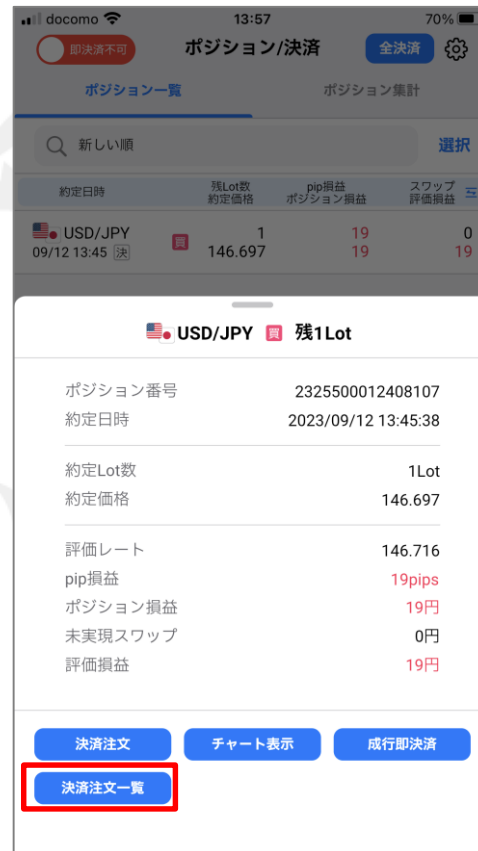 docomo 13:57 70%
即決済不可 ポジション/決済 全決済
ポジション一覧 ポジション集計
新しい順 選択
約定日時 残Lot数 約定価格 pip損益 ポジション損益 スワップ 評価損益
USD/JPY 買 1 19 0
09/12 13:45 決 146.697 19 19
USD/JPY 買 残1Lot
ポジション番号 2325500012408107
約定日時 2023/09/12 13:45:38
約定Lot数 1Lot
約定価格 146.697
評価レート 146.716
pip損益 19pips
ポジション損益 19円
未実現スワップ 0円
評価損益 19円
決済注文 チャート表示 成行即決済
決済注文一覧